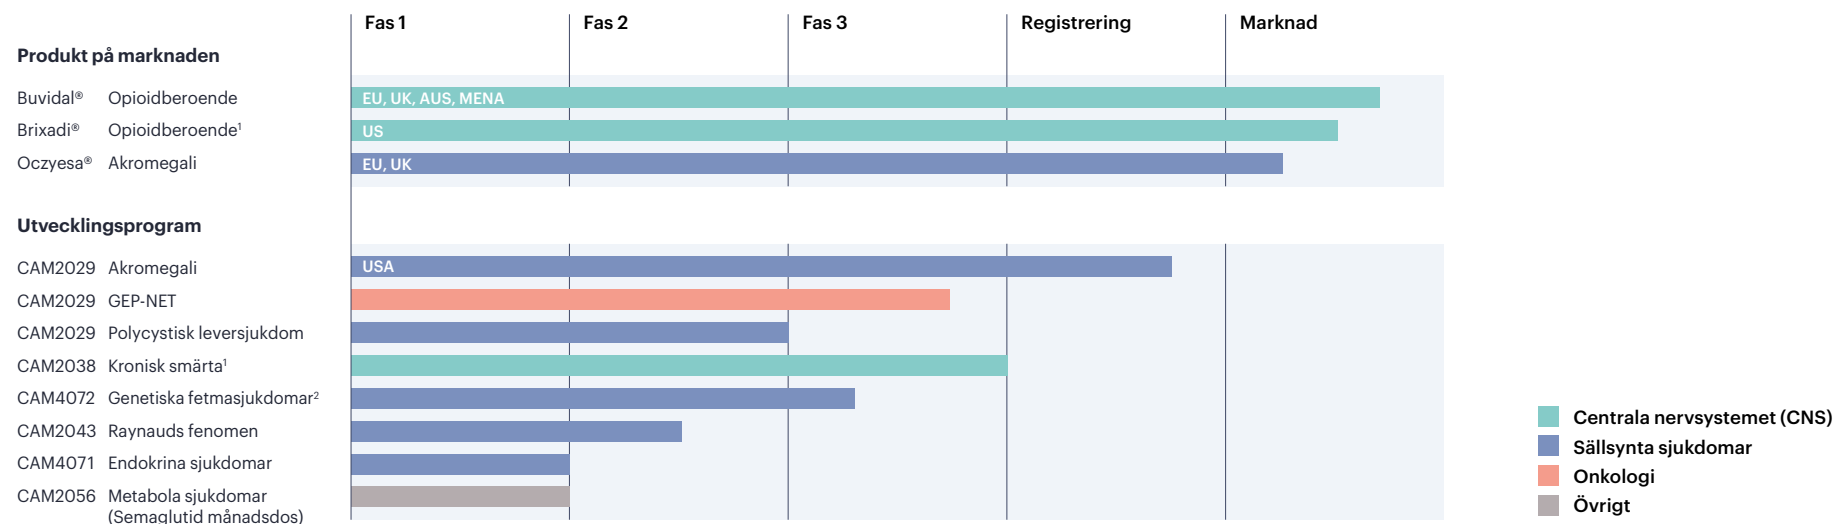 Fas 1 Fas 2 Fas 3 Registrering Marknad
Produkt på marknaden
Buvidal® Opioidberoende EU, UK, AUS, MENA
Brixadi® Opioidberoende¹ US
Oczyesa® Akromegali EU, UK
Utvecklingsprogram
CAM2029 Akromegali USA
CAM2029 GEP-NET
CAM2029 Polycystisk leversjukdom
CAM2038 Kronisk smärta¹
CAM4072 Genetiska fetmasjukdomar²
CAM2043 Raynauds fenomen
CAM4071 Endokrina sjukdomar
CAM2056 Metabola sjukdomar
(Semaglutid månadsdos)
Centrala nervsystemet (CNS)
Sällsynta sjukdomar
Onkologi
Övrigt